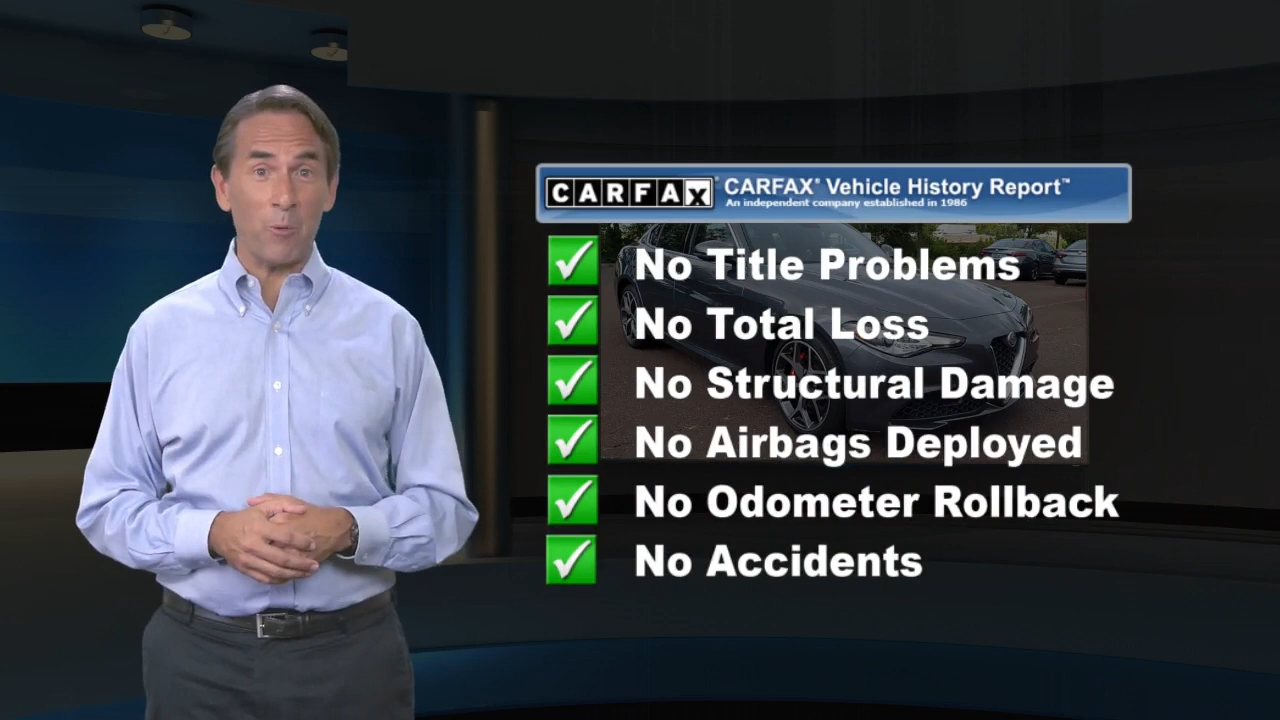 CARFAX® CARFAX® Vehicle History Report™
An independent company established in 1986
No Title Problems
No Total Loss
No Structural Damage
No Airbags Deployed
No Odometer Rollback
No Accidents